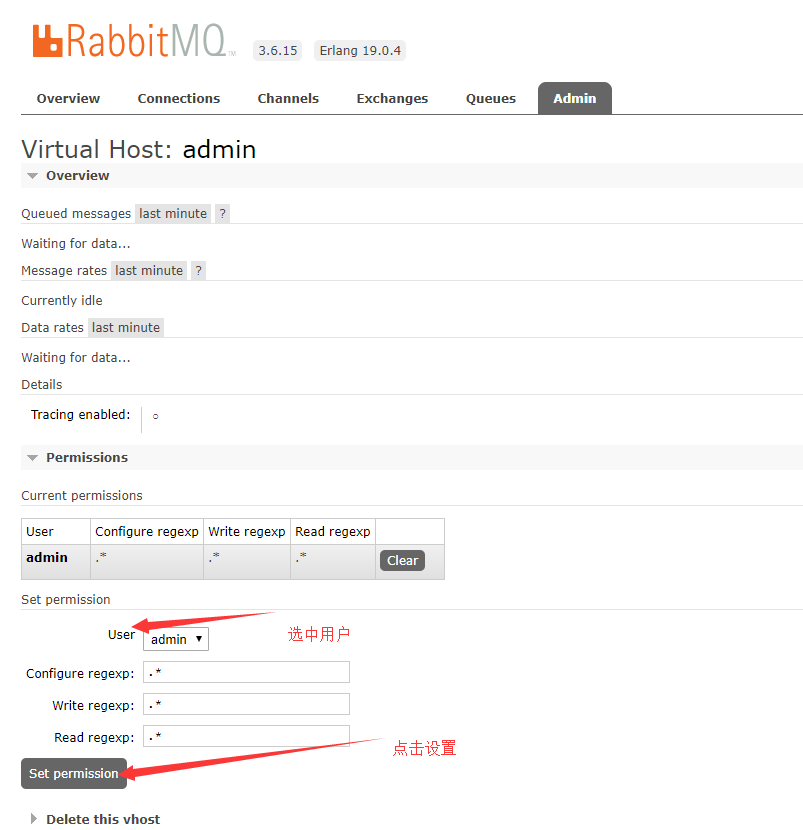 RabbitMQ TM 3.6.15 Erlang 19.0.4
Overview Connections Channels Exchanges Queues Admin
Virtual Host: admin
Overview
Queued messages last minute ?
Waiting for data...
Message rates last minute ?
Currently idle
Data rates last minute
Waiting for data...
Details
Tracing enabled: ○
Permissions
Current permissions
User Configure regexp Write regexp Read regexp
admin .* .* .* Clear
Set permission
User admin 选中用户
Configure regexp: .*
Write regexp: .*
Read regexp: .*
点击设置
Set permission
Delete this vhost